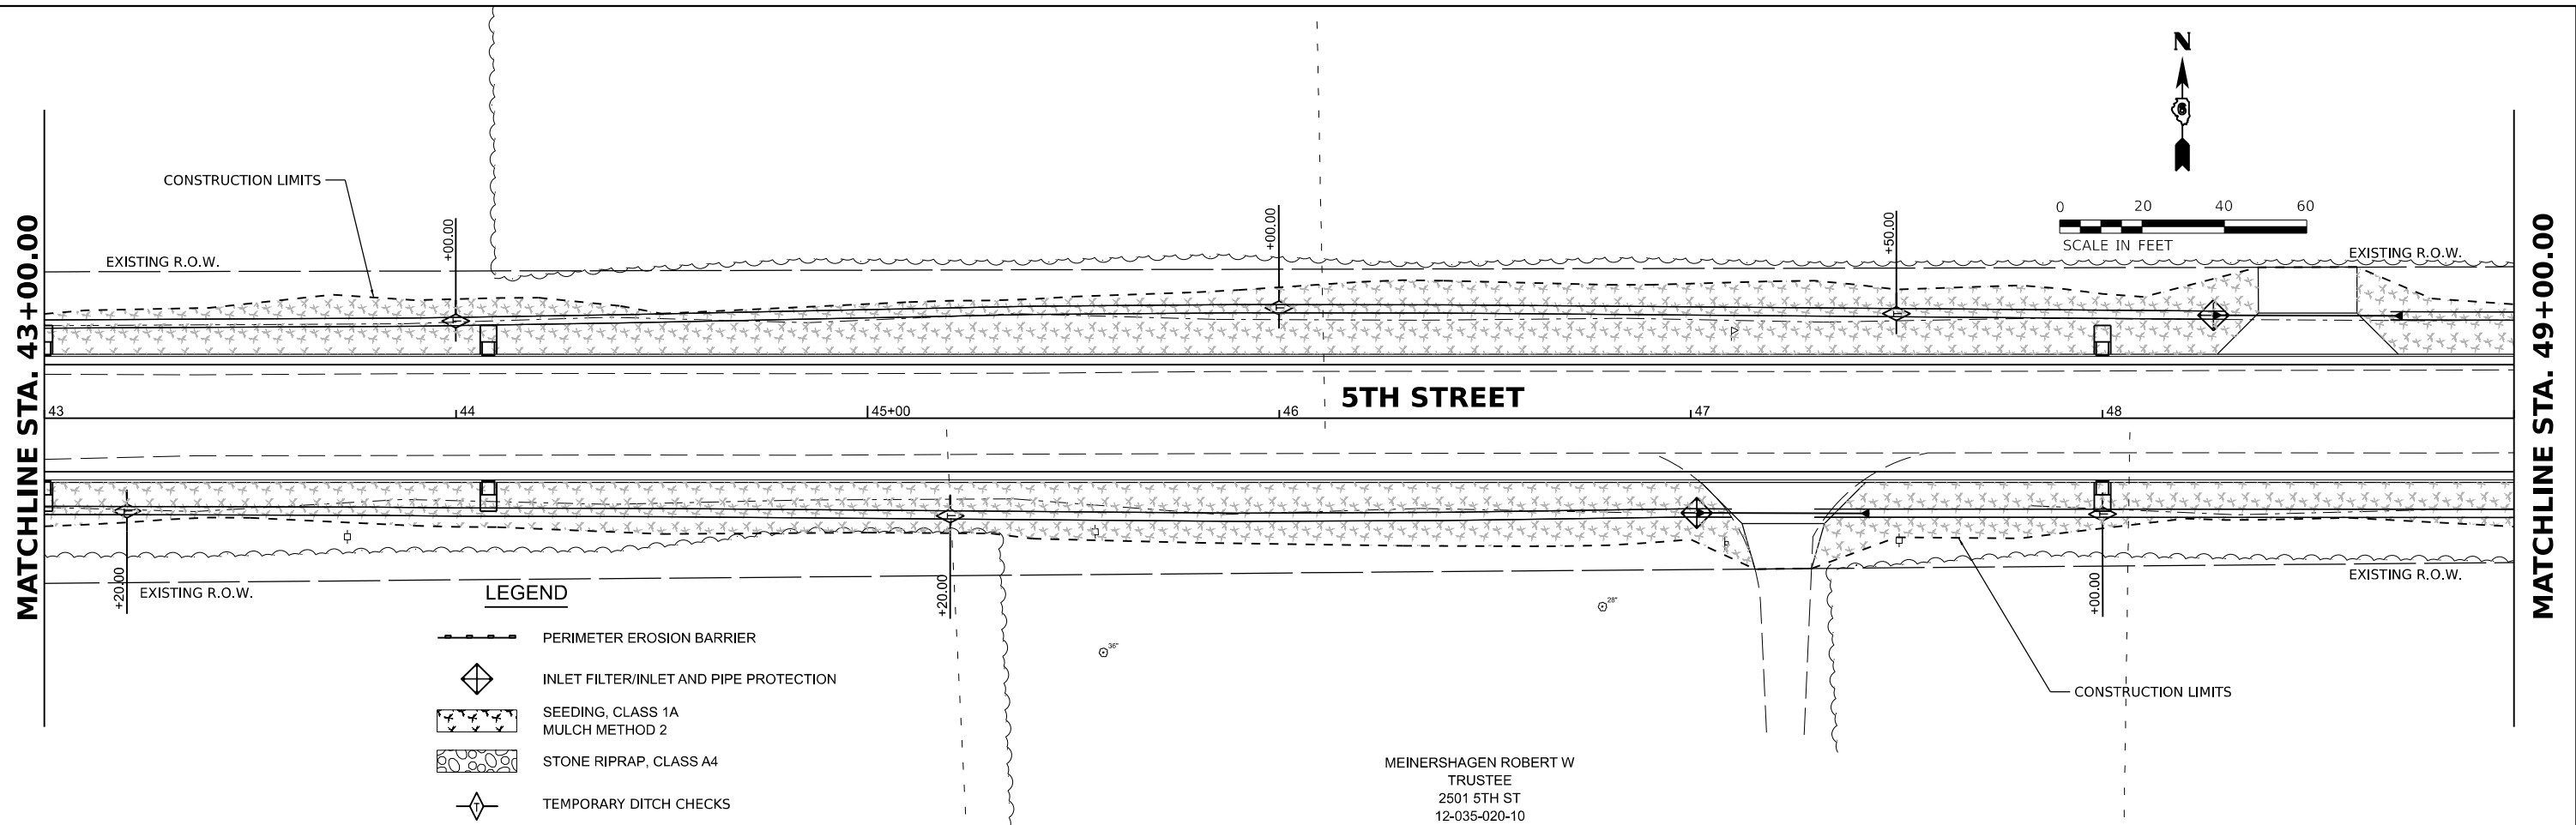 N
CONSTRUCTION LIMITS
0 20 40 60
SCALE IN FEET
MATCHLINE STA. 43+00.00
EXISTING R.O.W.
+00.00
+00.00
+50.00
EXISTING R.O.W.
MATCHLINE STA. 49+00.00
5TH STREET
43 44 45+00 46 47 48
+20.00
EXISTING R.O.W.
+20.00
+00.00
EXISTING R.O.W.
28"
36"
CONSTRUCTION LIMITS
LEGEND
PERIMETER EROSION BARRIER
INLET FILTER/INLET AND PIPE PROTECTION
SEEDING, CLASS 1A
MULCH METHOD 2
STONE RIPRAP, CLASS A4
T
TEMPORARY DITCH CHECKS
MEINERSHAGEN ROBERT W
TRUSTEE
2501 5TH ST
12-035-020-10